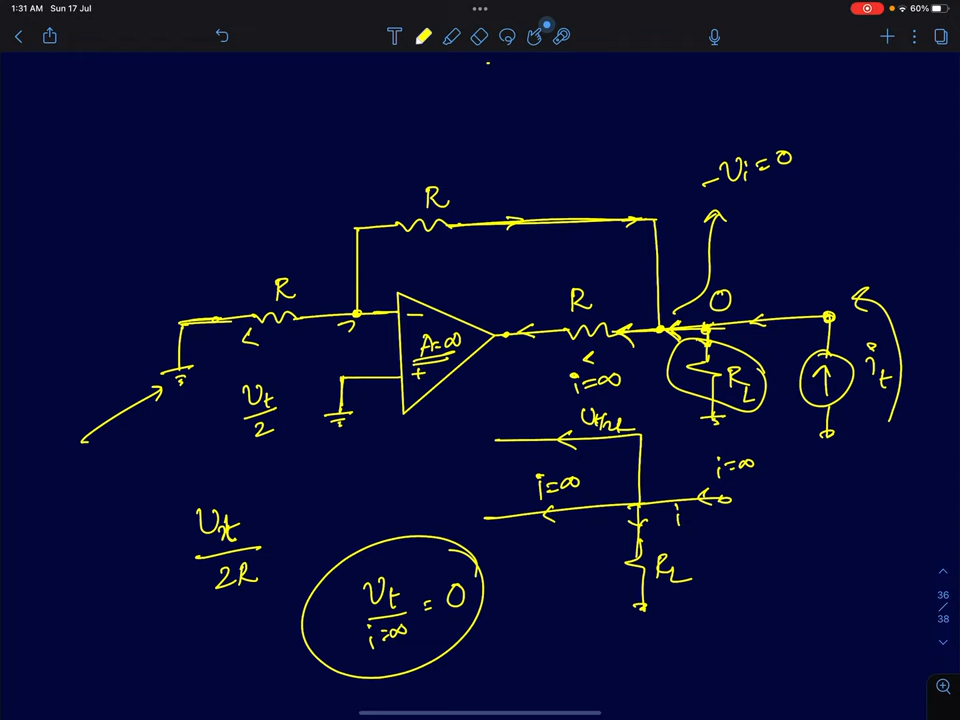 1:31 AM Sun 17 Jul
60%
T
-Vi = 0
R
R
R
0
−
A=∞
+
i=∞
RL
it
Vt/2
i=∞
i=∞
i
Vt/2R
RL
Vt/i=∞ = 0
36
/
38